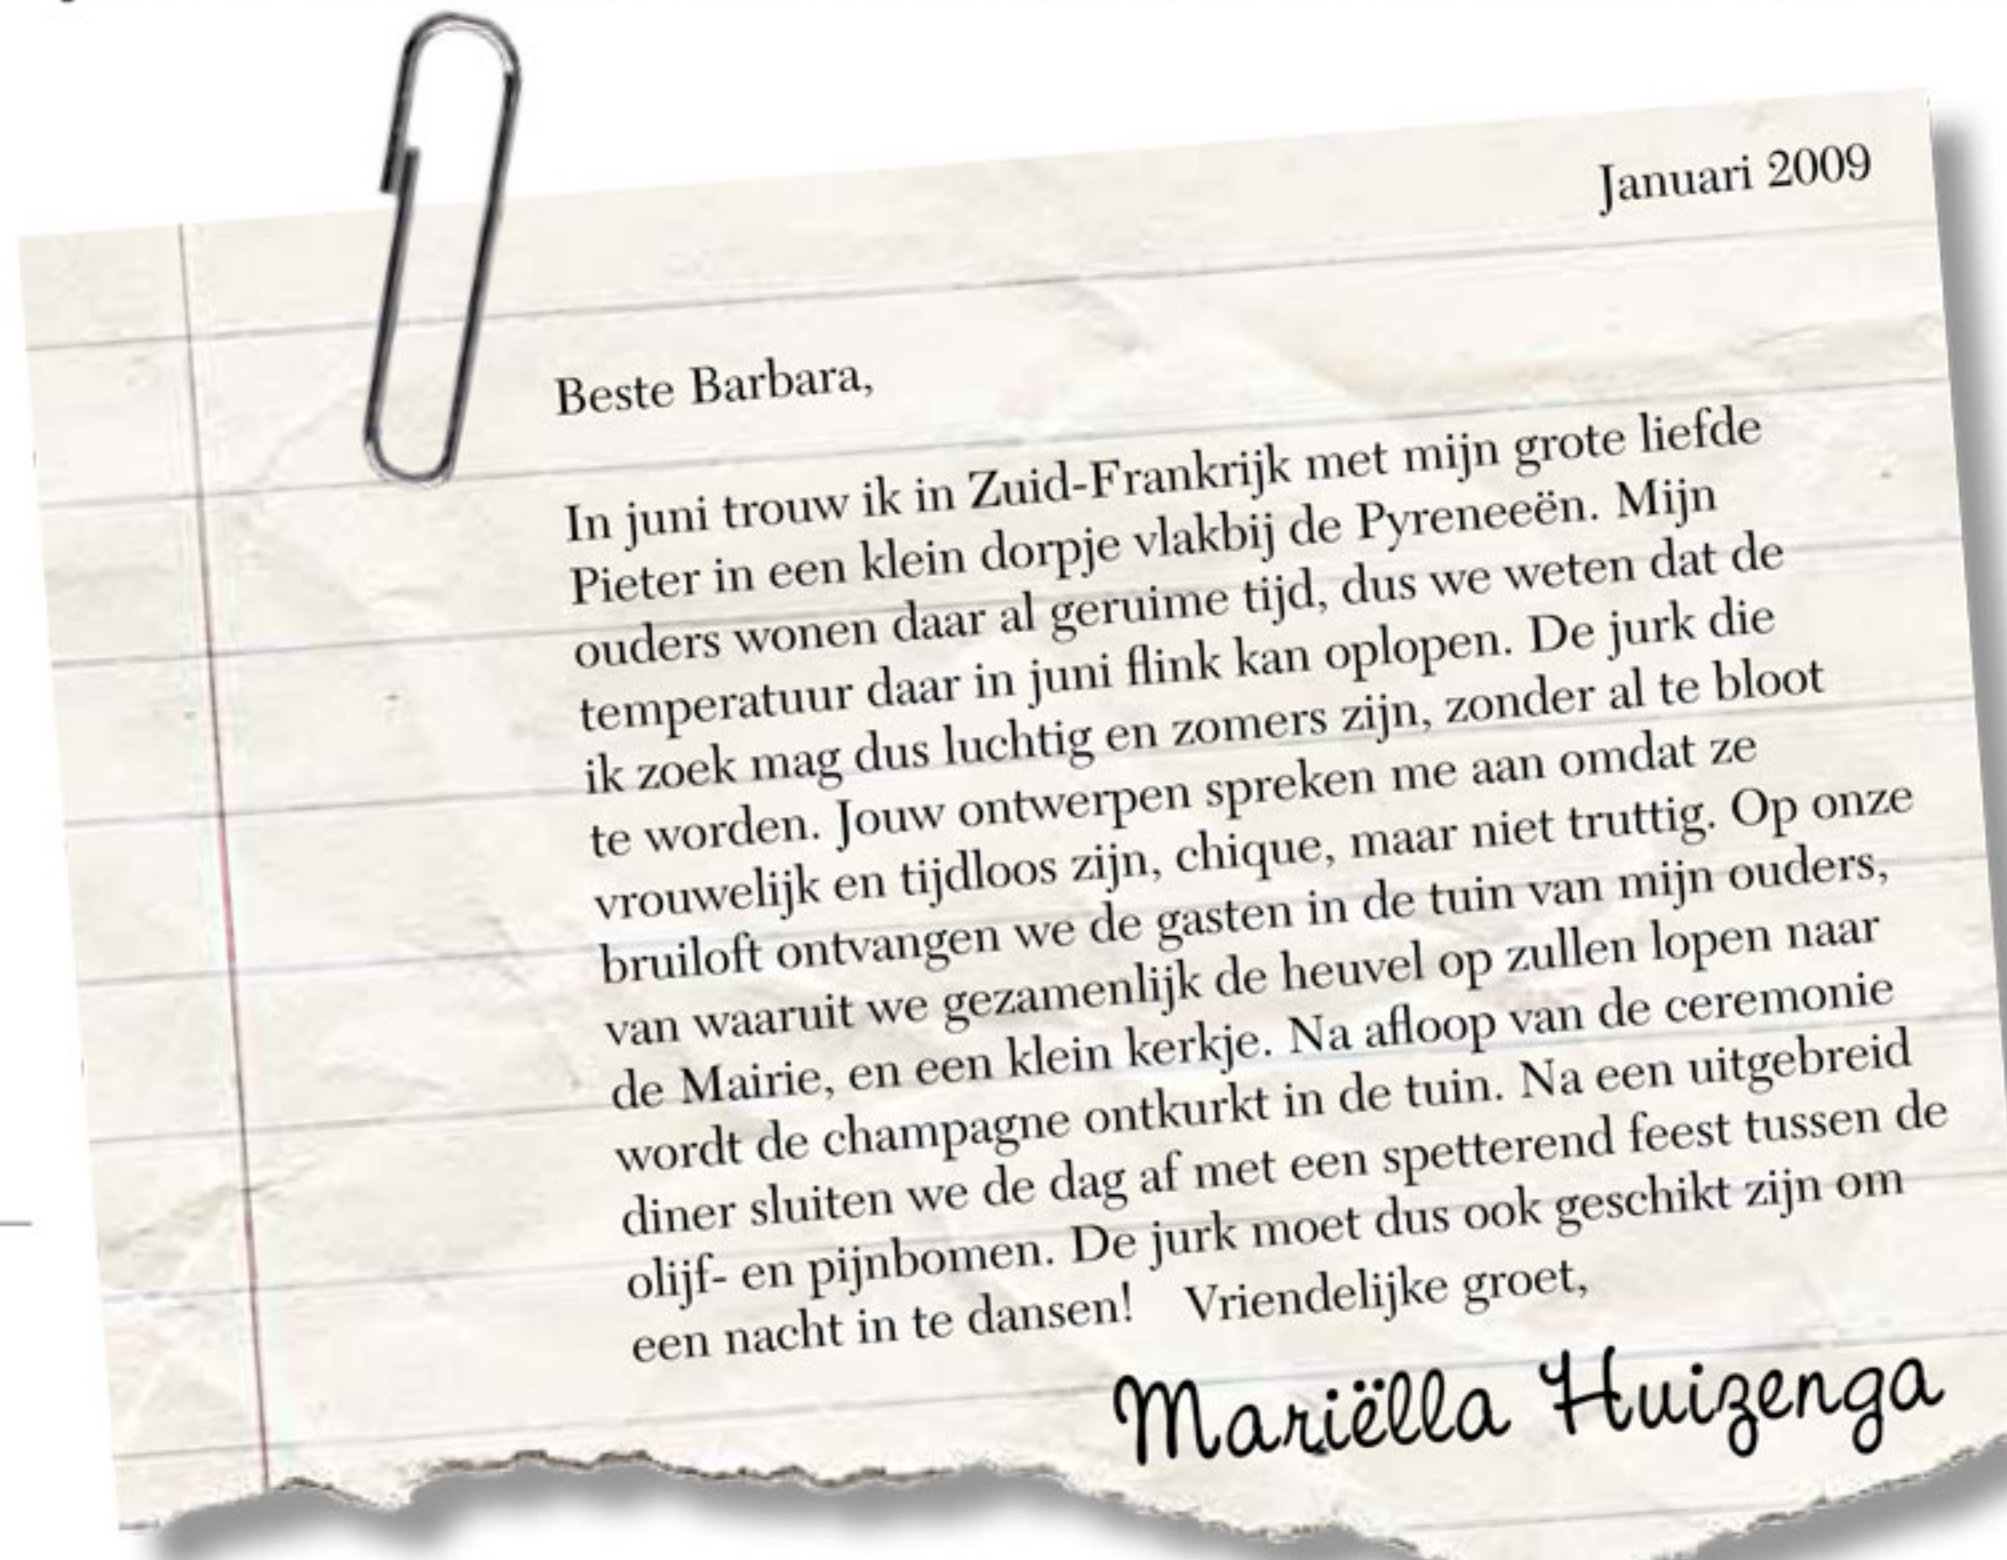 Januari 2009
Beste Barbara,
In juni trouw ik in Zuid-Frankrijk met mijn grote liefde
Pieter in een klein dorpje vlakbij de Pyreneeën. Mijn
ouders wonen daar al geruime tijd, dus we weten dat de
temperatuur daar in juni flink kan oplopen. De jurk die
ik zoek mag dus luchtig en zomers zijn, zonder al te bloot
te worden. Jouw ontwerpen spreken me aan omdat ze
vrouwelijk en tijdloos zijn, chique, maar niet truttig. Op onze
bruiloft ontvangen we de gasten in de tuin van mijn ouders,
van waaruit we gezamenlijk de heuvel op zullen lopen naar
de Mairie, en een klein kerkje. Na afloop van de ceremonie
wordt de champagne ontkurkt in de tuin. Na een uitgebreid
diner sluiten we de dag af met een spetterend feest tussen de
olijf- en pijnbomen. De jurk moet dus ook geschikt zijn om
een nacht in te dansen! Vriendelijke groet,
Mariëlla Huizenga